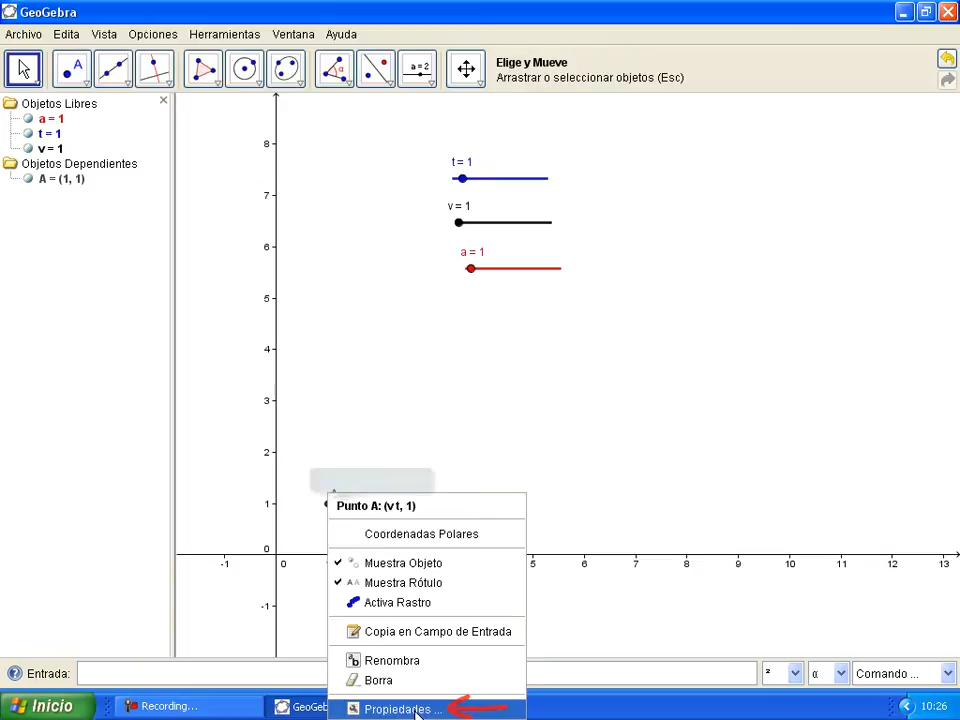 GeoGebra
Archivo Edita Vista Opciones Herramientas Ventana Ayuda
A
a = 2
Elige y Mueve
Arrastrar o seleccionar objetos (Esc)
Objetos Libres
a = 1
t = 1
v = 1
Objetos Dependientes
A = (1, 1)
t = 1
v = 1
a = 1
8
7
6
5
4
3
2
1
0
-1
-1 0 5 6 7 8 9 10 11 12 13
Punto A: (v t, 1)
Coordenadas Polares
Muestra Objeto
Muestra Rótulo
Activa Rastro
Copia en Campo de Entrada
Renombra
Borra
Propiedades ...
Entrada:
² α Comando ...
Inicio
Recording...
GeoGeb
10:26